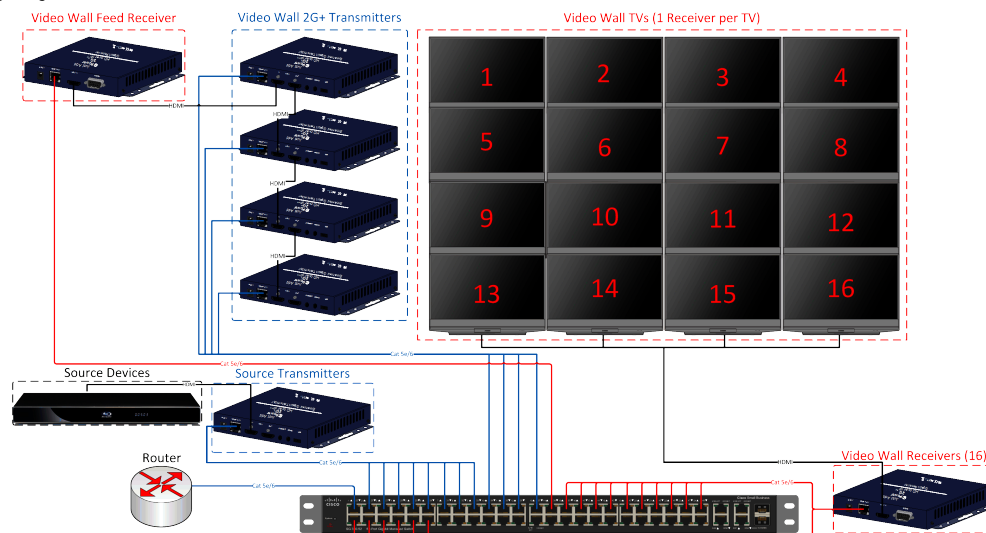 Video Wall Feed Receiver
Video Wall 2G+ Transmitters
Video Wall TVs (1 Receiver per TV)
1
2
3
4
HDMI
HDMI
5
6
7
8
HDMI
9
10
11
12
HDMI
13
14
15
16
Cat 5e/6
Cat 5e/6
Source Devices
Source Transmitters
HDMI
Router
Cat 5e/6
HDMI
Video Wall Receivers (16)
Cat 5e/6
Cat 5e/6
CISCO